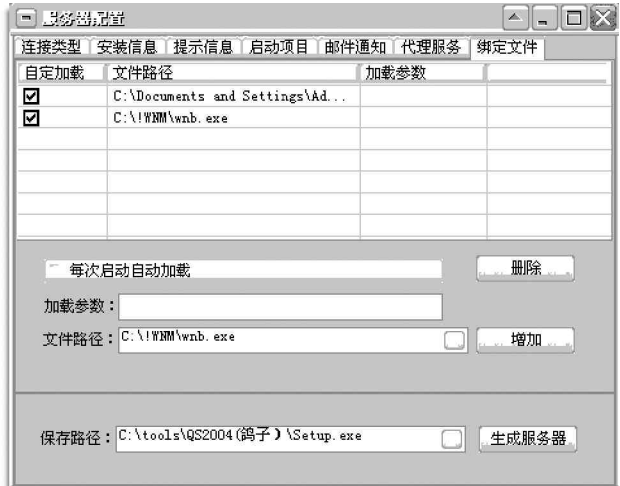 服务器配置
连接类型 安装信息 提示信息 启动项目 邮件通知 代理服务 绑定文件
自定加载 文件路径 加载参数
C:\Documents and Settings\Ad...
C:\!WNM\wnb.exe
每次启动自动加载 删除
加载参数：
文件路径：C:\!WNM\wnb.exe 增加
保存路径：C:\tools\QS2004(鸽子)\Setup.exe 生成服务器